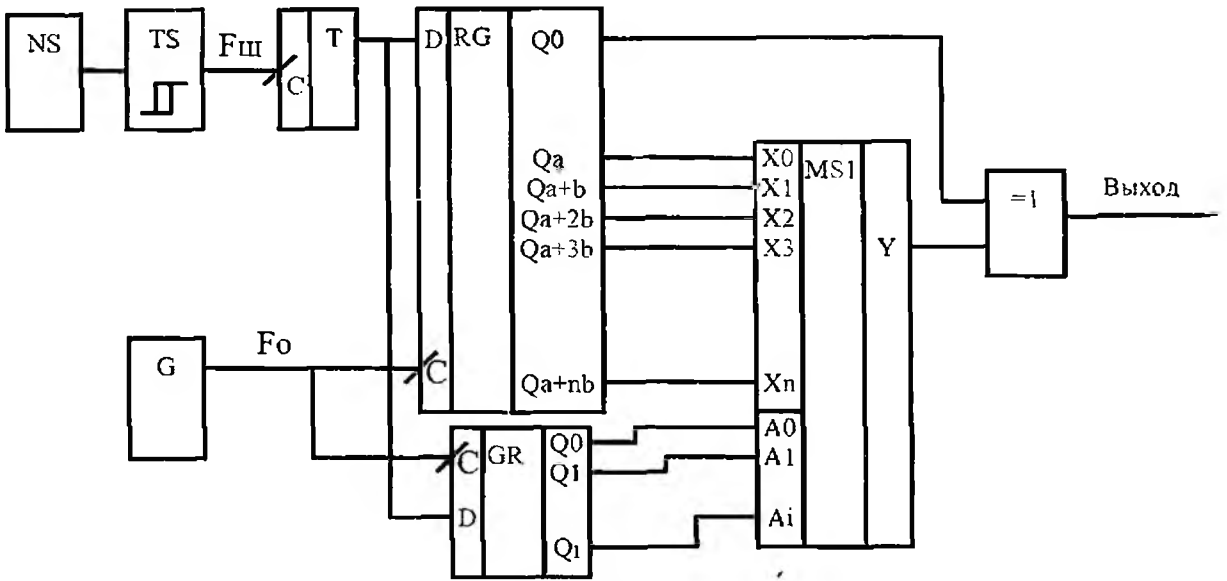 NS
TS
Fш
C
T
D
RG
Q0
Qa
Qa+b
Qa+2b
Qa+3b
Qa+nb
C
G
Fo
C
D
GR
Q0
Q1
Qi
X0
X1
X2
X3
Xn
A0
A1
Ai
MS1
Y
=1
Выход